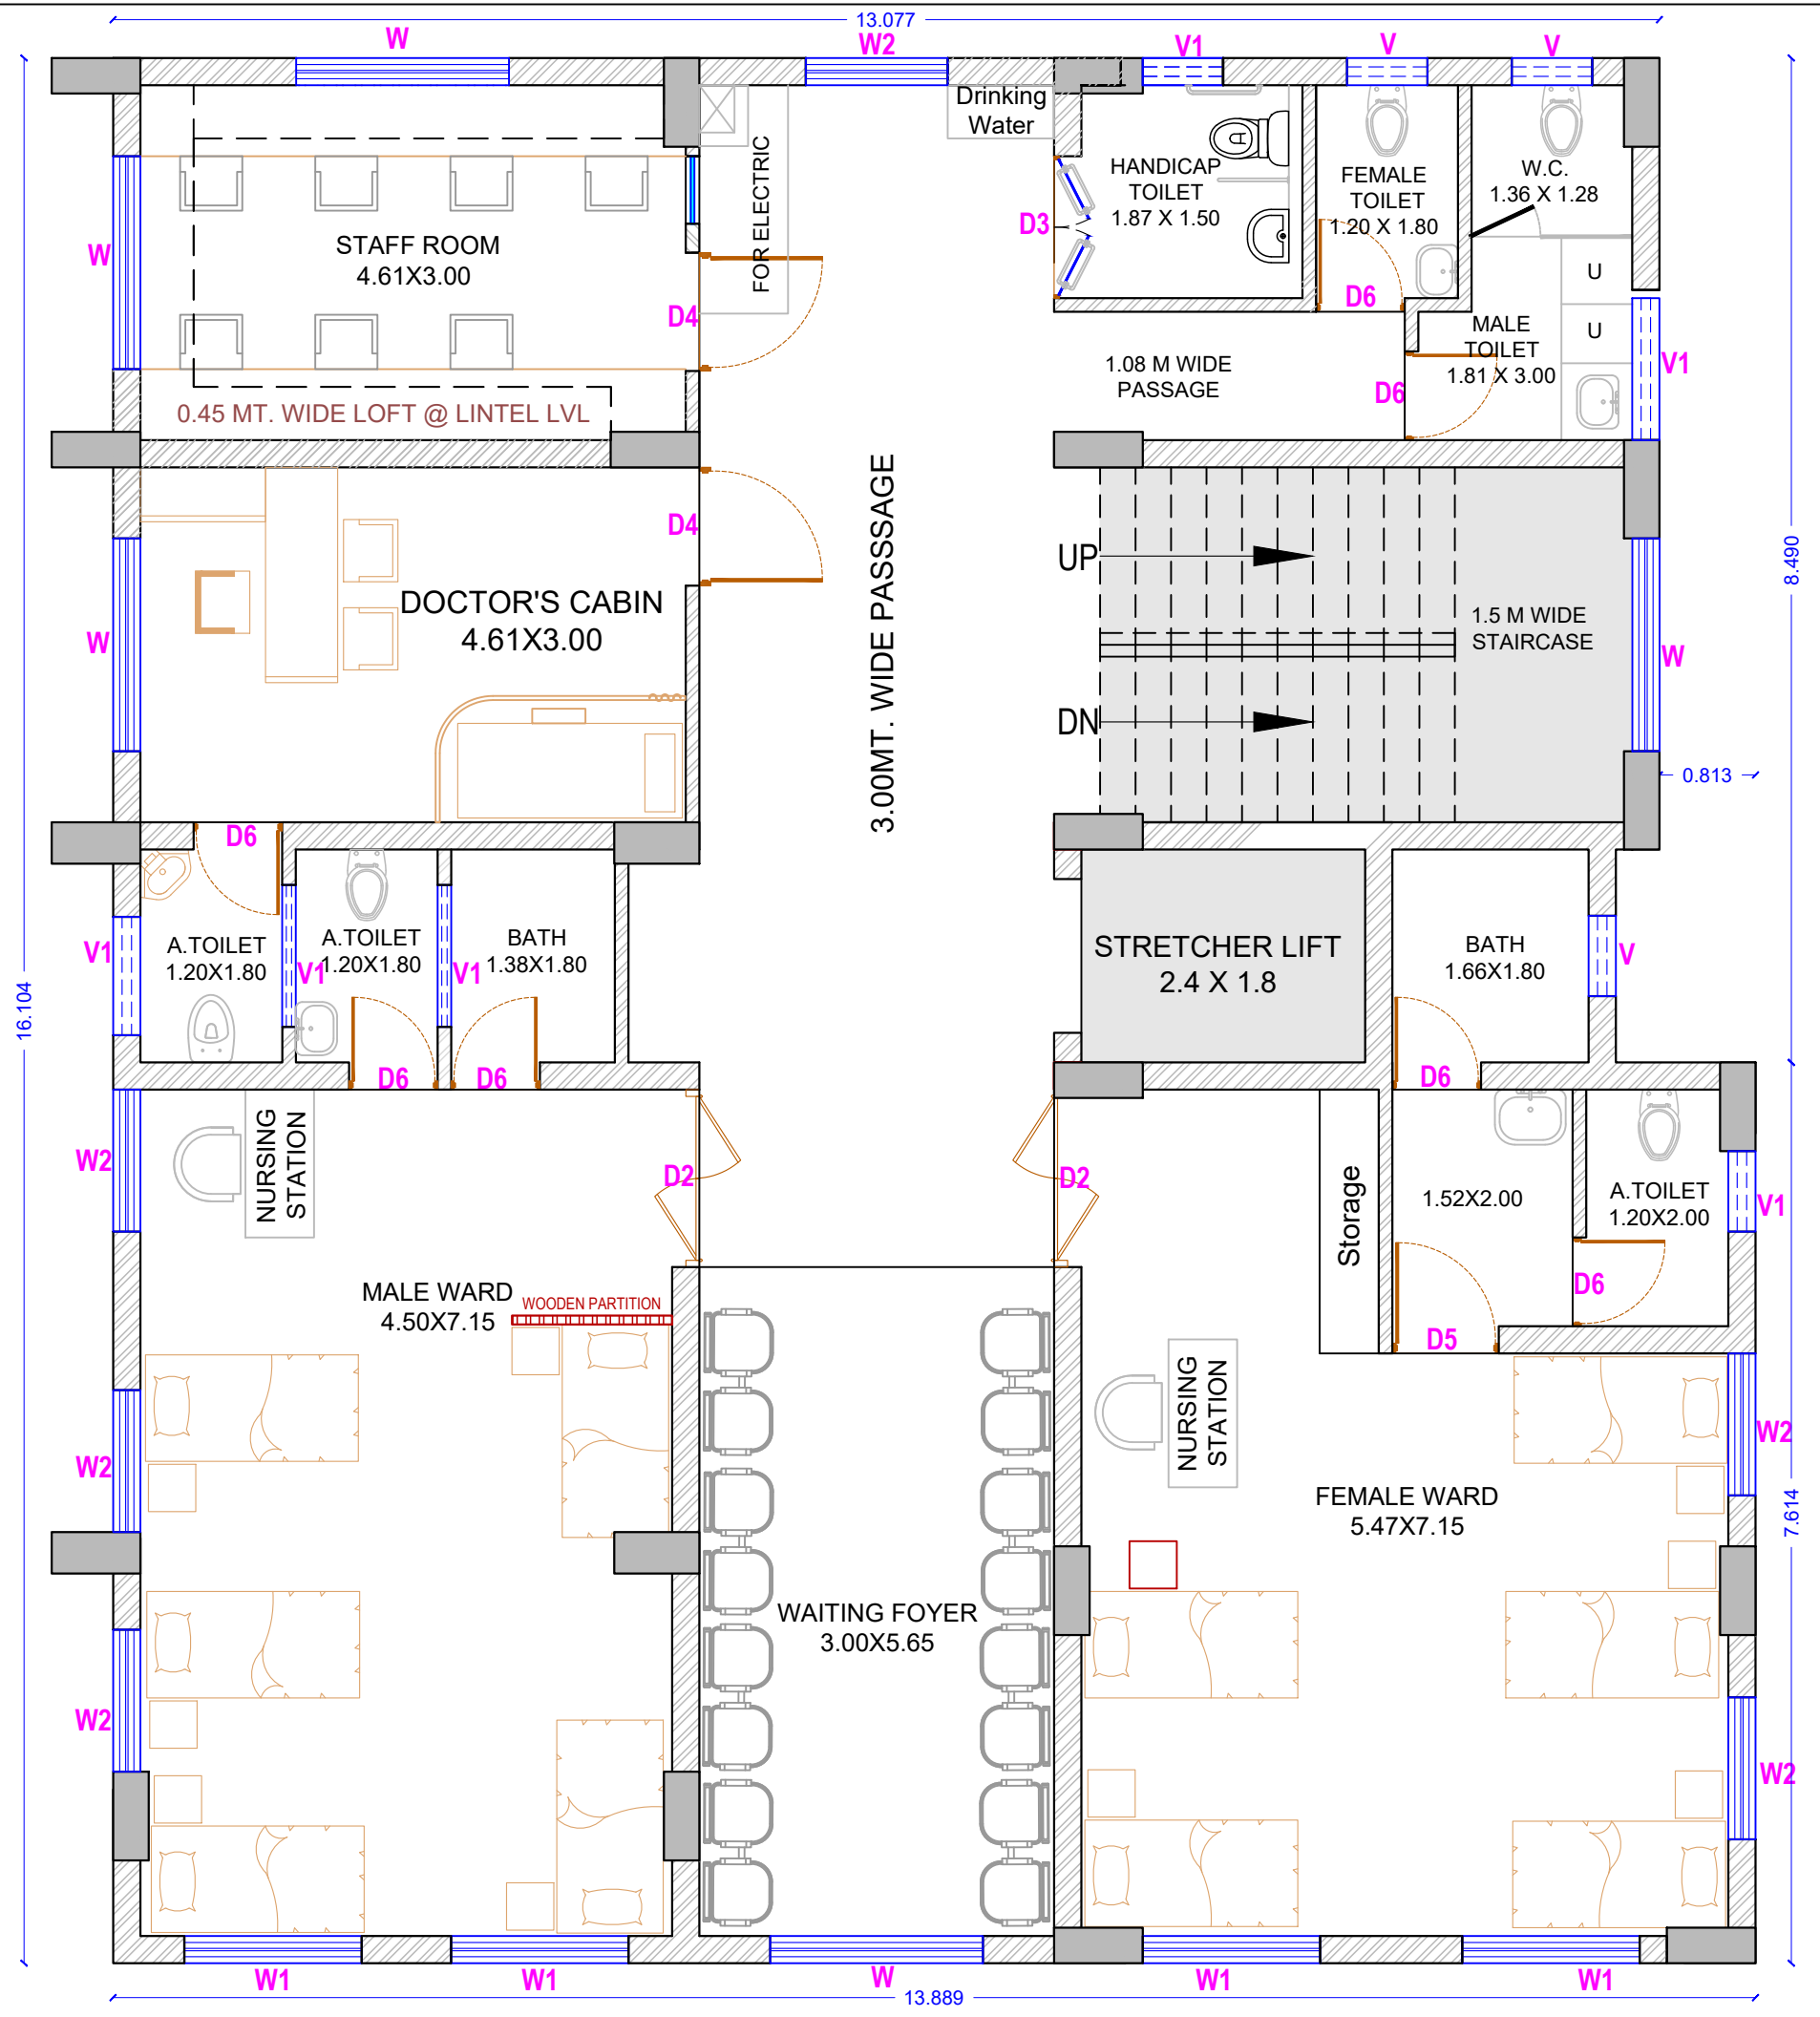 13.077
W
W2
V1
V
V
Drinking
Water
FOR ELECTRIC
HANDICAP
TOILET
1.87 X 1.50
FEMALE
TOILET
1.20 X 1.80
W.C.
1.36 X 1.28
W
STAFF ROOM
4.61X3.00
D3
U
U
D6
D4
MALE
TOILET
1.81 X 3.00
V1
1.08 M WIDE
PASSAGE
D6
0.45 MT. WIDE LOFT @ LINTEL LVL
D4
3.00MT. WIDE PASSSAGE
UP
8.490
DOCTOR'S CABIN
4.61X3.00
W
1.5 M WIDE
STAIRCASE
W
DN
0.813
D6
V1
A.TOILET
1.20X1.80
V1
A.TOILET
1.20X1.80
V1
BATH
1.38X1.80
STRETCHER LIFT
2.4 X 1.8
BATH
1.66X1.80
V
16.104
D6
D6
D6
NURSING
STATION
W2
D2
D2
Storage
1.52X2.00
A.TOILET
1.20X2.00
V1
MALE WARD
4.50X7.15
WOODEN PARTITION
D6
D5
NURSING
STATION
W2
W2
FEMALE WARD
5.47X7.15
7.614
WAITING FOYER
3.00X5.65
W2
W2
W1
W1
W
W1
W1
13.889